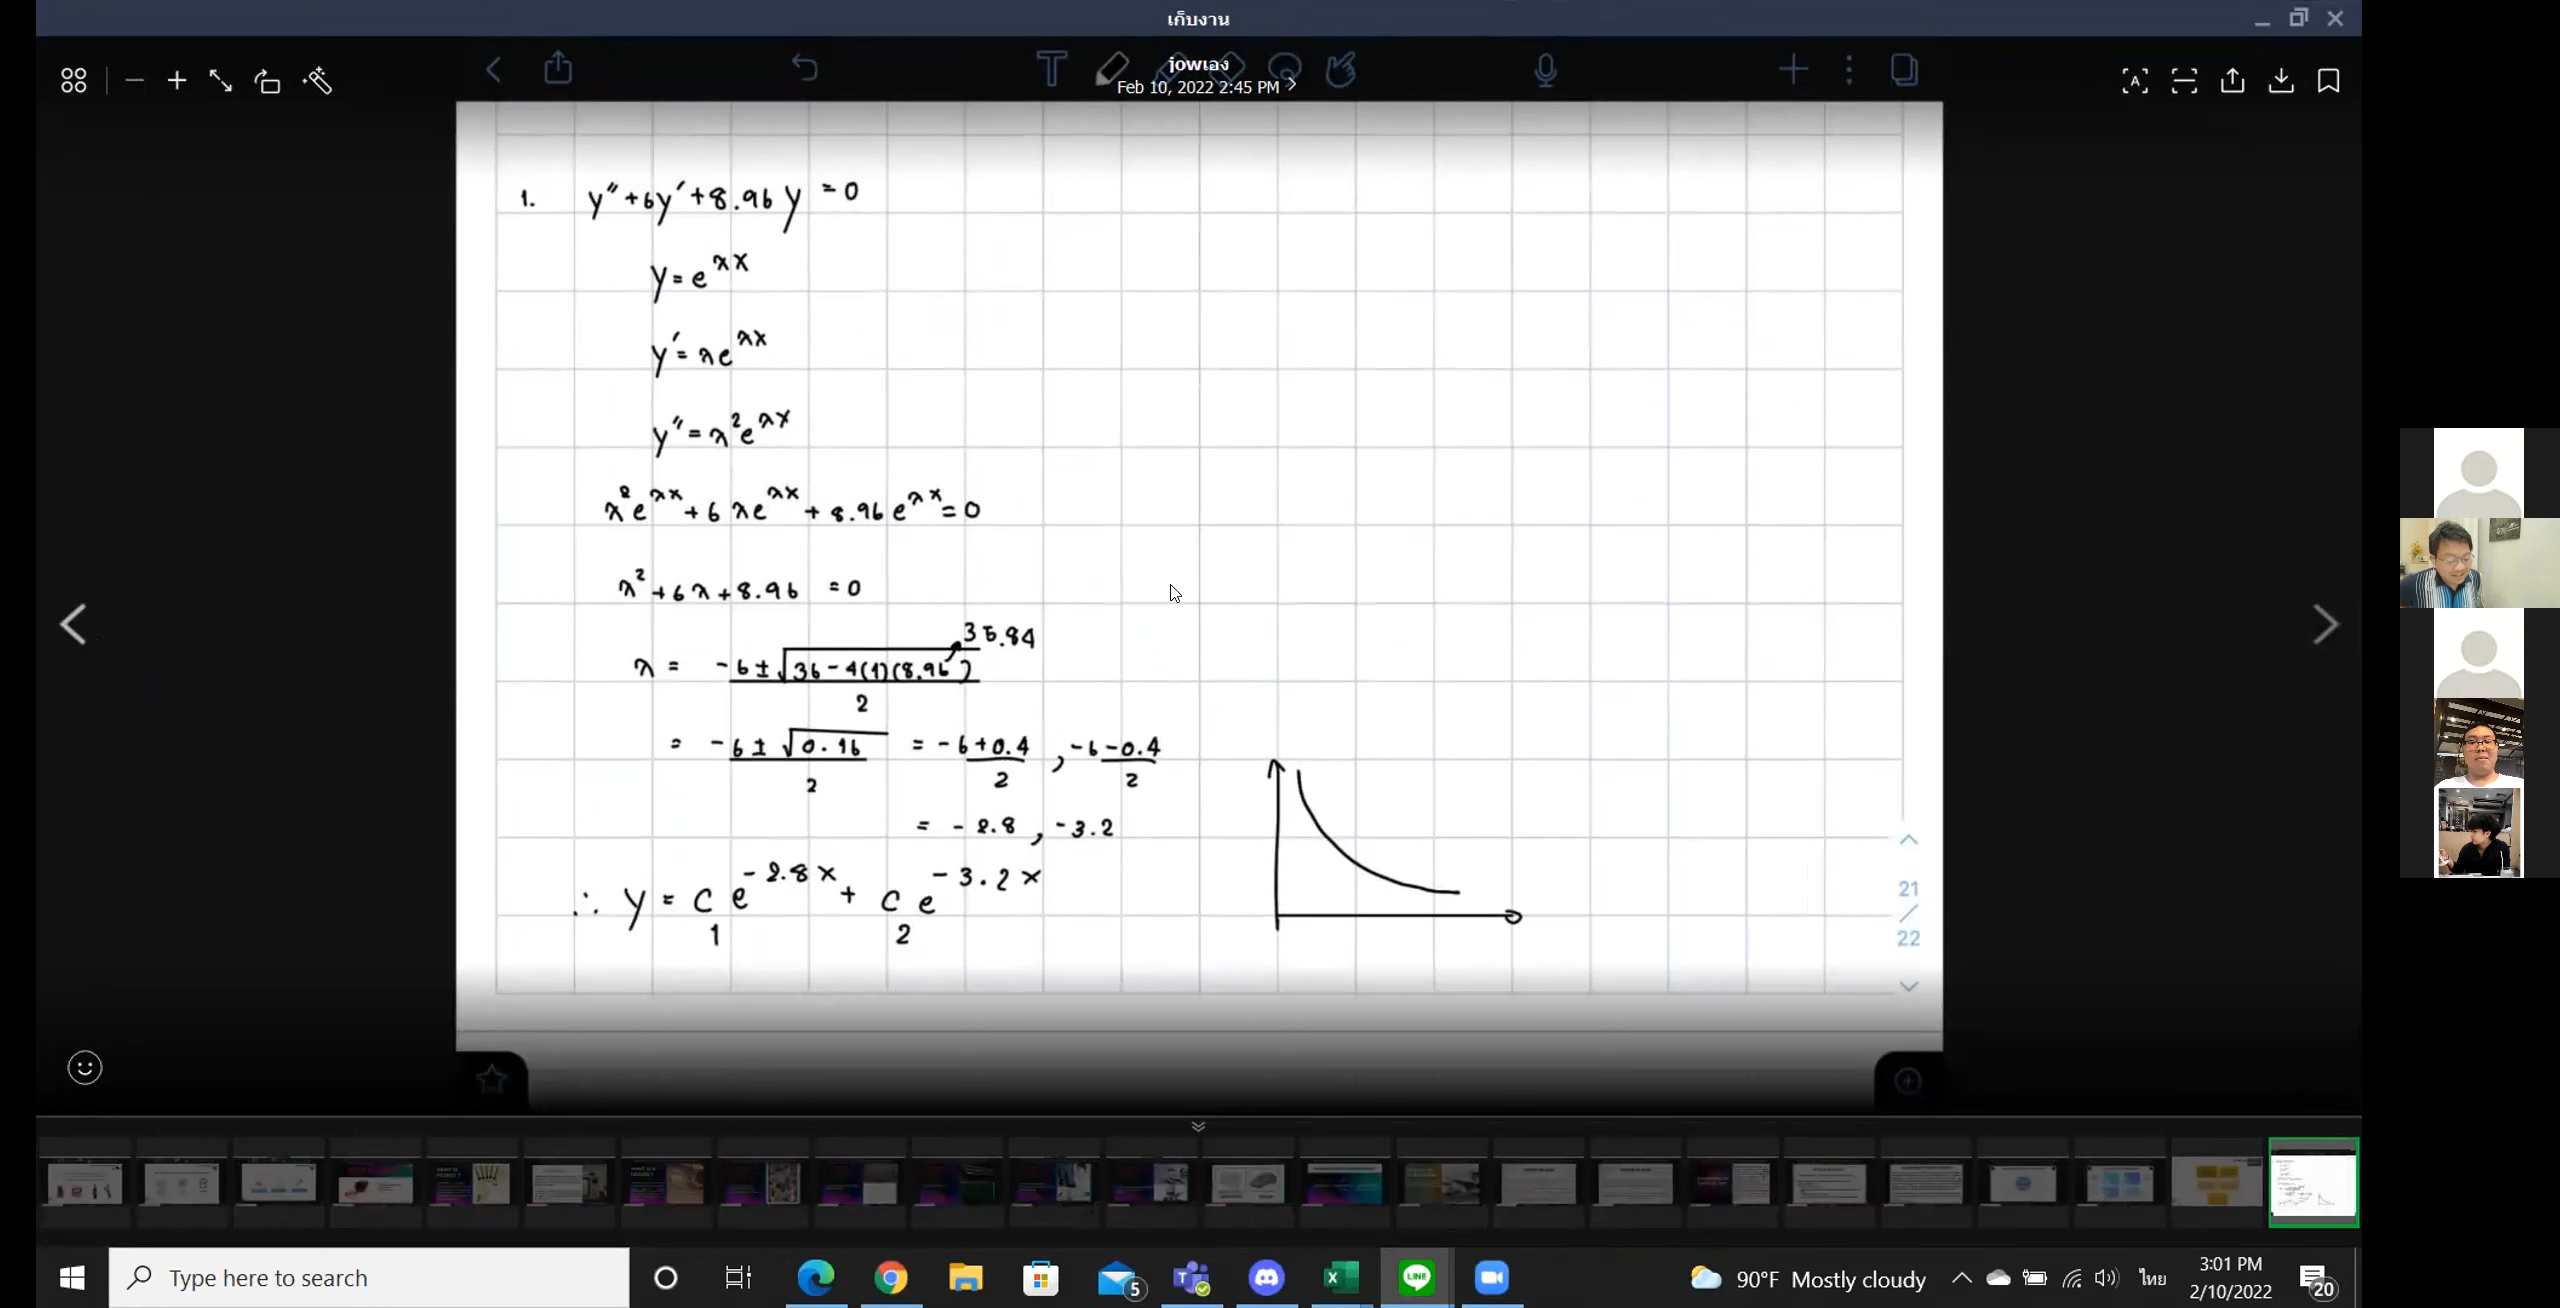 เก็บงาน
jowเอง
Feb 10, 2022 2:45 PM
1. y″+6y′+8.96y = 0
y = e^λx
y′ = λe^λx
y″ = λ²e^λx
λ²e^λx + 6λe^λx + 8.96e^λx = 0
λ² + 6λ + 8.96 = 0
35.84
λ = -6 ± √36 - 4(1)(8.96)
2
= -6 ± √0.16 = -6+0.4 , -6-0.4
2 2 2
= -2.8 , -3.2
∴ y = c₁e^-2.8x + c₂e^-3.2x
21
/
22
Type here to search
5
LINE
90°F Mostly cloudy
ไทย
3:01 PM
2/10/2022
20